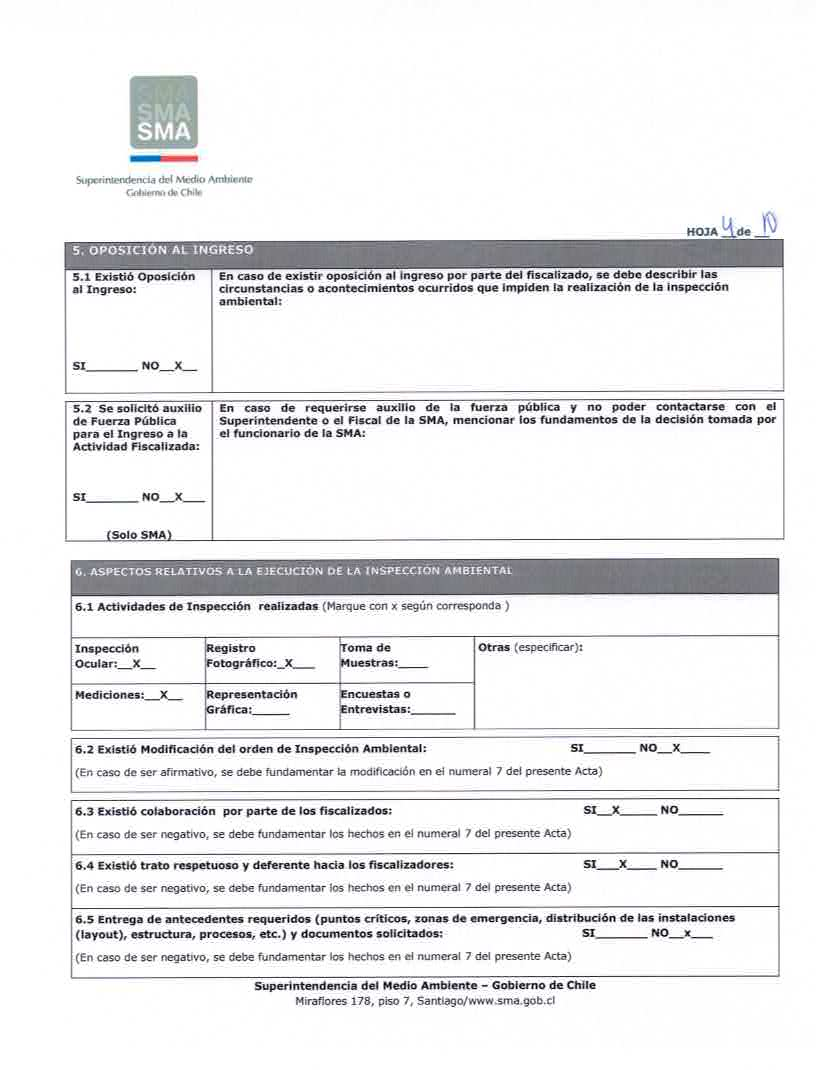 SMA
SMA
SMA
Superintendencia del Medio Ambiente
Gobierno de Chile
HOJA 4 de 10
5. OPOSICIÓN AL INGRESO
5.1 Existió Oposición
al Ingreso:
SI_______ NO__X__
En caso de existir oposición al ingreso por parte del fiscalizado, se debe describir las
circunstancias o acontecimientos ocurridos que impiden la realización de la inspección
ambiental:
5.2 Se solicitó auxilio
de Fuerza Pública
para el Ingreso a la
Actividad Fiscalizada:
SI_______ NO__X___
(Solo SMA)
En caso de requerirse auxilio de la fuerza pública y no poder contactarse con el
Superintendente o el Fiscal de la SMA, mencionar los fundamentos de la decisión tomada por
el funcionario de la SMA:
6. ASPECTOS RELATIVOS A LA EJECUCIÓN DE LA INSPECCIÓN AMBIENTAL
6.1 Actividades de Inspección realizadas (Marque con x según corresponda )
Inspección
Ocular:__X__
Registro
Fotográfico:_X___
Toma de
Muestras:____
Otras (especificar):
Mediciones:__X__
Representación
Gráfica:_____
Encuestas o
Entrevistas:______
6.2 Existió Modificación del orden de Inspección Ambiental: SI_______ NO__X____
(En caso de ser afirmativo, se debe fundamentar la modificación en el numeral 7 del presente Acta)
6.3 Existió colaboración por parte de los fiscalizados: SI__X_____ NO______
(En caso de ser negativo, se debe fundamentar los hechos en el numeral 7 del presente Acta)
6.4 Existió trato respetuoso y deferente hacia los fiscalizadores: SI___X____ NO______
(En caso de ser negativo, se debe fundamentar los hechos en el numeral 7 del presente Acta)
6.5 Entrega de antecedentes requeridos (puntos críticos, zonas de emergencia, distribución de las instalaciones
(layout), estructura, procesos, etc.) y documentos solicitados: SI_______ NO__x___
(En caso de ser negativo, se debe fundamentar los hechos en el numeral 7 del presente Acta)
Superintendencia del Medio Ambiente – Gobierno de Chile
Miraflores 178, piso 7, Santiago/www.sma.gob.cl